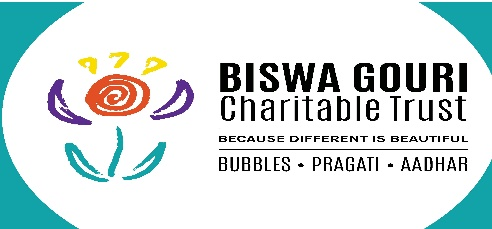 BISWA GOURI
Charitable Trust
BECAUSE DIFFERENT IS BEAUTIFUL
BUBBLES • PRAGATI • AADHAR